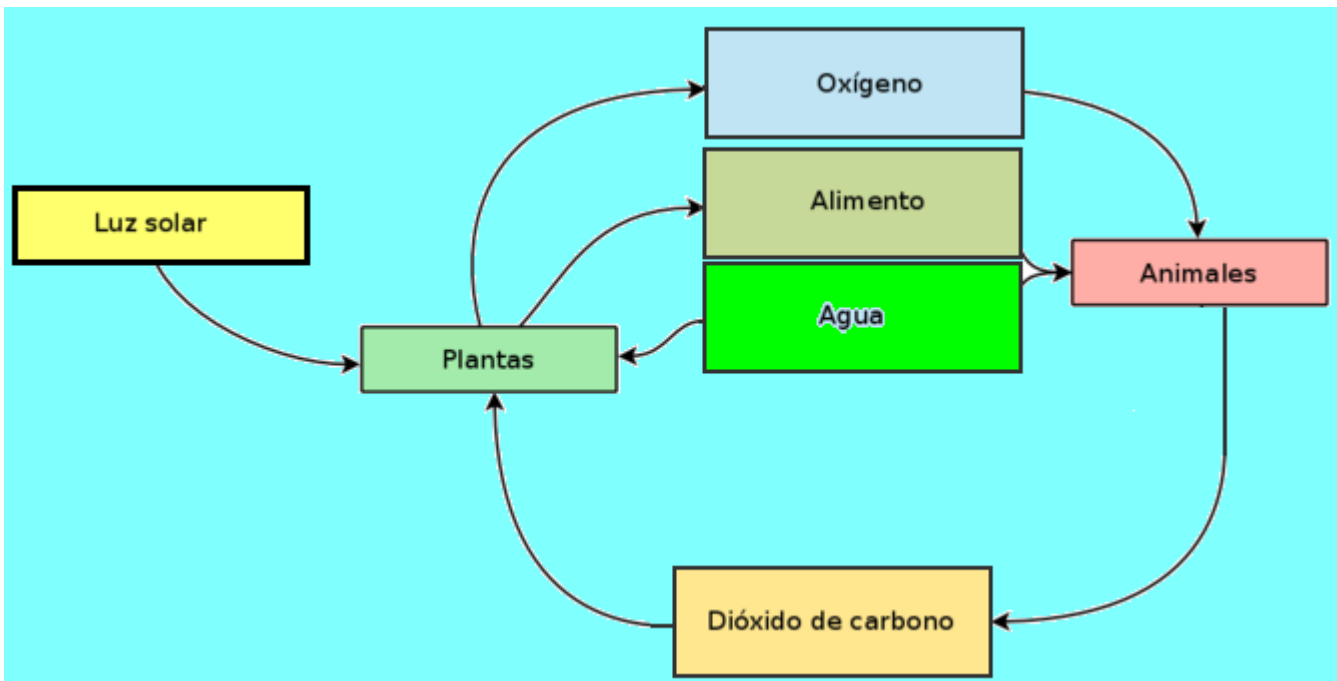 Oxígeno
Alimento
Luz solar
Animales
Agua
Plantas
Dióxido de carbono